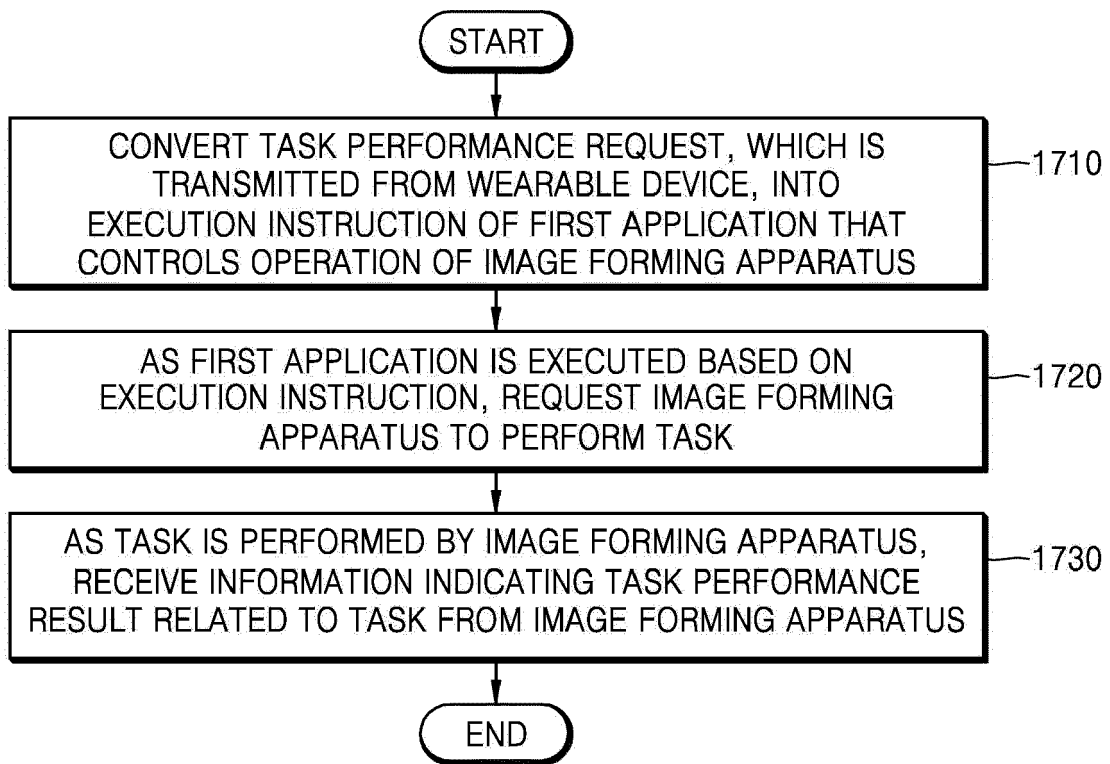 START
CONVERT TASK PERFORMANCE REQUEST, WHICH IS
TRANSMITTED FROM WEARABLE DEVICE, INTO
EXECUTION INSTRUCTION OF FIRST APPLICATION THAT
CONTROLS OPERATION OF IMAGE FORMING APPARATUS
1710
AS FIRST APPLICATION IS EXECUTED BASED ON
EXECUTION INSTRUCTION, REQUEST IMAGE FORMING
APPARATUS TO PERFORM TASK
1720
AS TASK IS PERFORMED BY IMAGE FORMING APPARATUS,
RECEIVE INFORMATION INDICATING TASK PERFORMANCE
RESULT RELATED TO TASK FROM IMAGE FORMING APPARATUS
1730
END